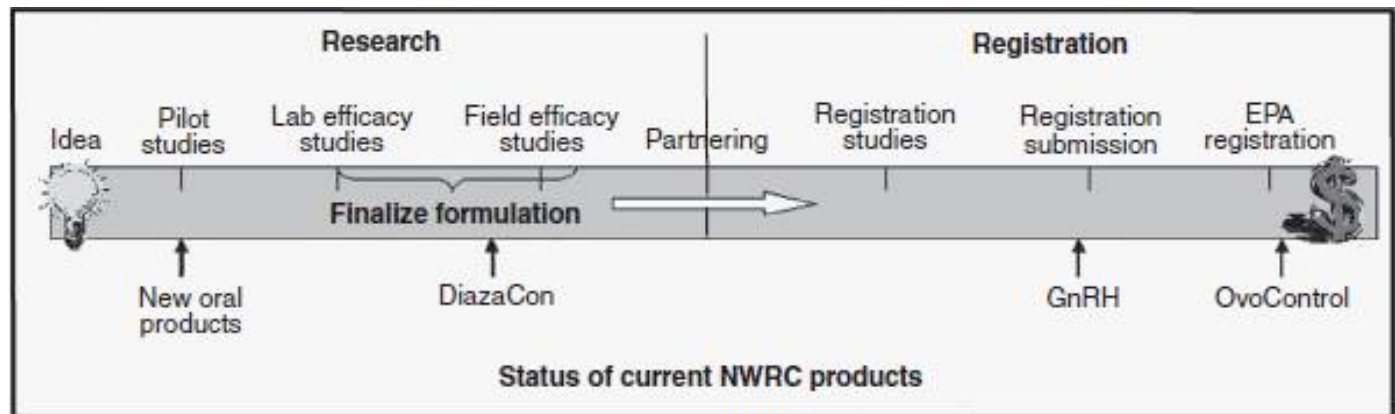 Research
Registration
Idea
Pilot
studies
Lab efficacy
studies
Field efficacy
studies
Partnering
Registration
studies
Registration
submission
EPA
registration
Finalize formulation
New oral
products
DiazaCon
GnRH
OvoControl
Status of current NWRC products